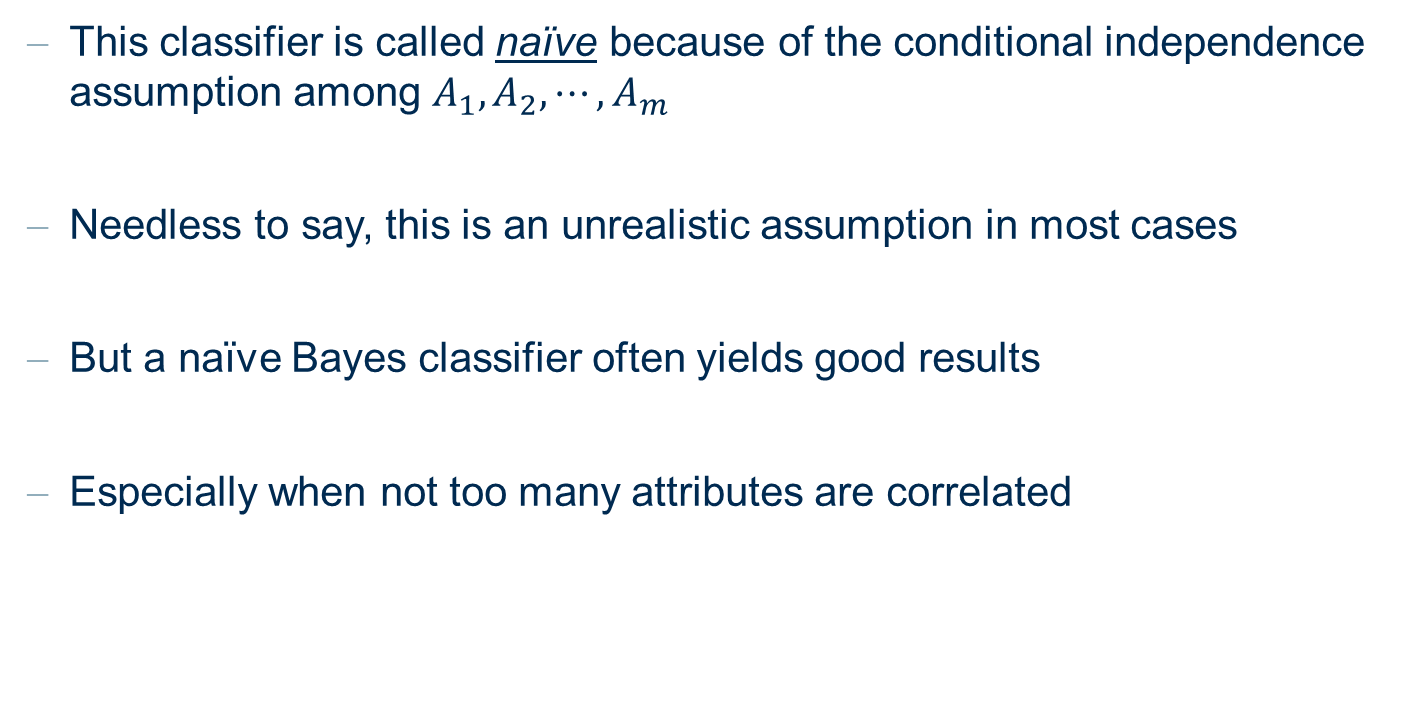 – This classifier is called naïve because of the conditional independence
assumption among A₁, A₂, ⋯ , Aₘ
– Needless to say, this is an unrealistic assumption in most cases
– But a naïve Bayes classifier often yields good results
– Especially when not too many attributes are correlated